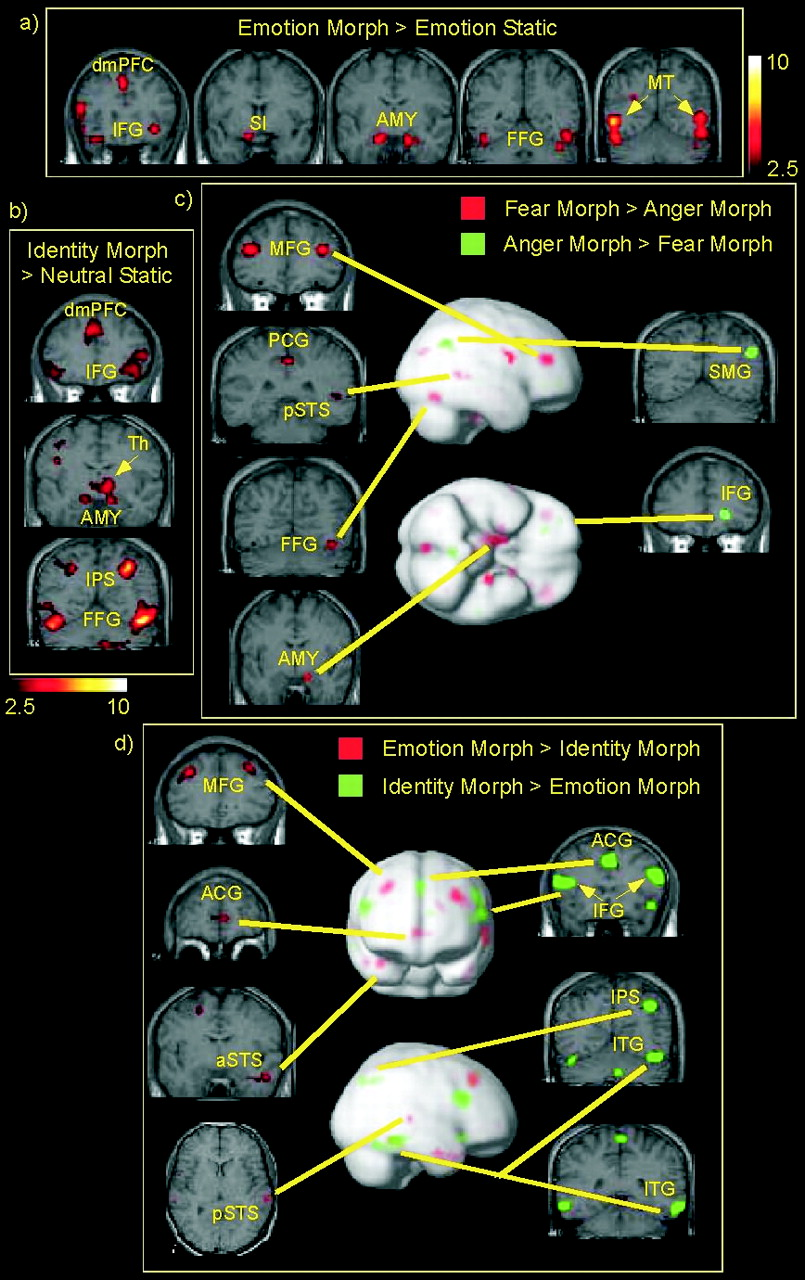 a)
Emotion Morph > Emotion Static
dmPFC
IFG
SI
AMY
FFG
MT
10
2.5
b)
Identity Morph
> Neutral Static
dmPFC
IFG
Th
AMY
IPS
FFG
2.5
10
c)
Fear Morph > Anger Morph
Anger Morph > Fear Morph
MFG
PCG
pSTS
FFG
AMY
SMG
IFG
d)
Emotion Morph > Identity Morph
Identity Morph > Emotion Morph
MFG
ACG
aSTS
pSTS
ACG
IFG
IPS
ITG
ITG